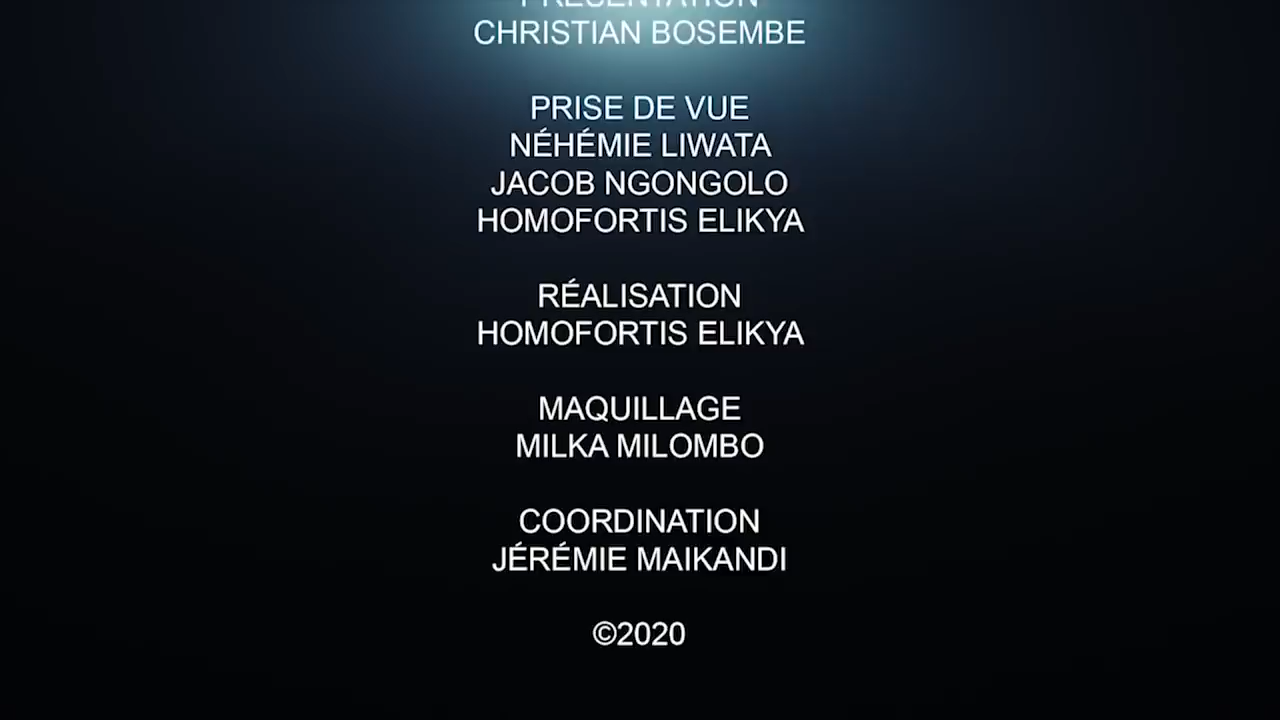 PRÉSENTATION
CHRISTIAN BOSEMBE
PRISE DE VUE
NÉHÉMIE LIWATA
JACOB NGONGOLO
HOMOFORTIS ELIKYA
RÉALISATION
HOMOFORTIS ELIKYA
MAQUILLAGE
MILKA MILOMBO
COORDINATION
JÉRÉMIE MAIKANDI
©2020